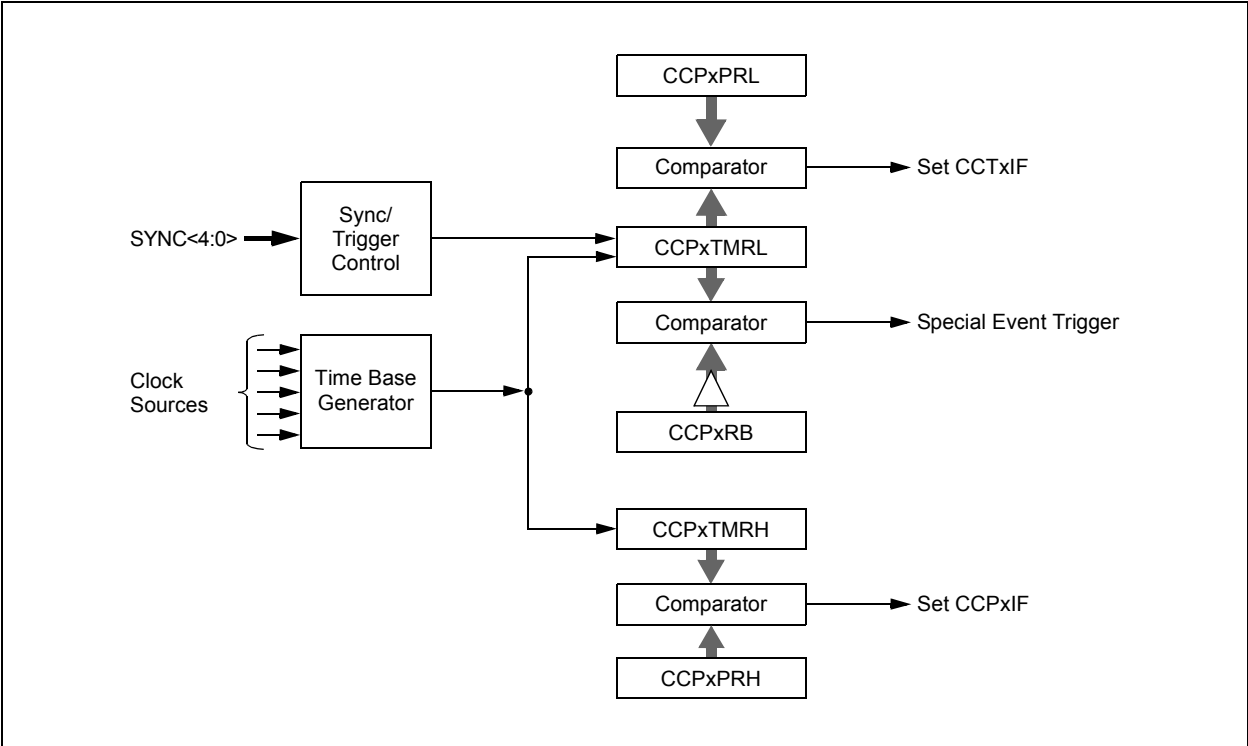 CCPxPRL
Comparator
Set CCTxIF
Sync/
Trigger
Control
SYNC<4:0>
CCPxTMRL
Comparator
Special Event Trigger
Clock
Sources
Time Base
Generator
CCPxRB
CCPxTMRH
Comparator
Set CCPxIF
CCPxPRH